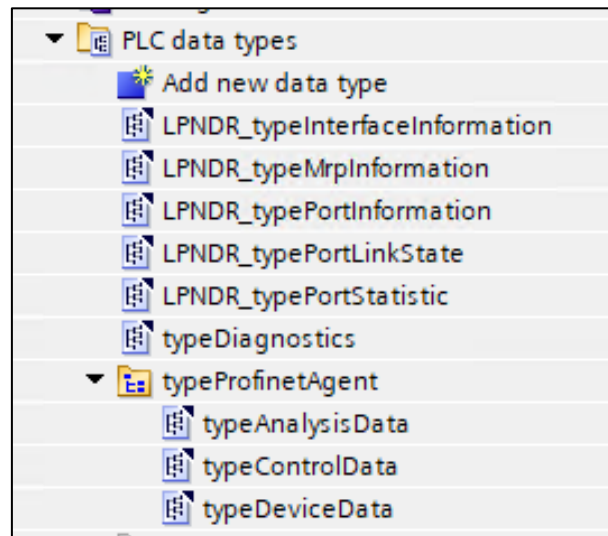 PLC data types
Add new data type
LPNDR_typeInterfaceInformation
LPNDR_typeMrpInformation
LPNDR_typePortInformation
LPNDR_typePortLinkState
LPNDR_typePortStatistic
typeDiagnostics
typeProfinetAgent
typeAnalysisData
typeControlData
typeDeviceData